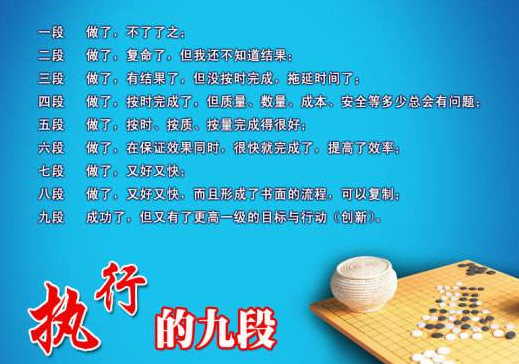 一段 做了，不了了之；
二段 做了，复命了，但我还不知道结果；
三段 做了，有结果了，但没按时完成，拖延时间了；
四段 做了，按时完成了，但质量、数量、成本、安全等多少总会有问题；
五段 做了，按时、按质、按量完成得很好；
六段 做了，在保证效果同时，很快就完成了，提高了效率；
七段 做了，又好又快；
八段 做了，又好又快，而且形成了书面的流程，可以复制；
九段 成功了，但又有了更高一级的目标与行动（创新）。
执行
的九段